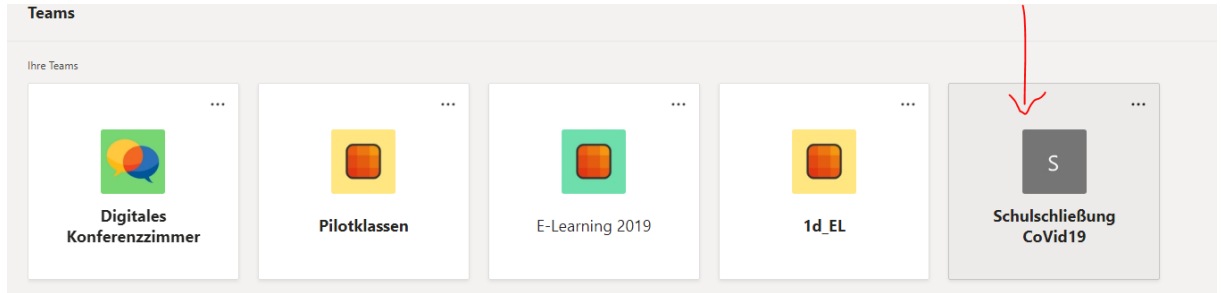 Teams
Ihre Teams
...
...
...
...
...
S
Digitales
Konferenzzimmer
Pilotklassen
E-Learning 2019
1d_EL
Schulschließung
CoVid19